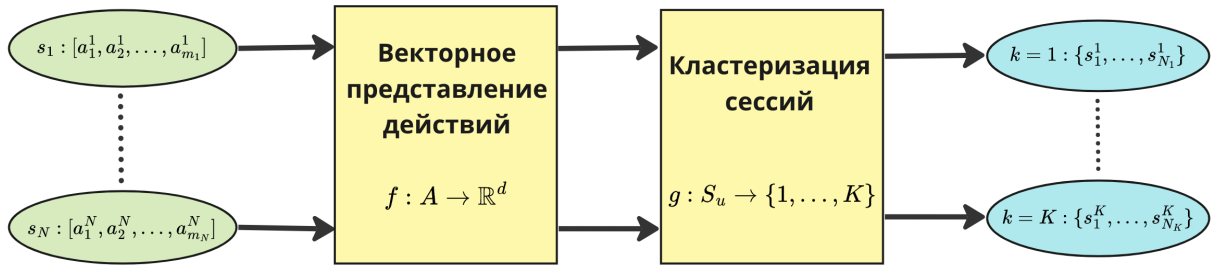 s_1 : [a_1^1, a_2^1, ..., a_{m_1}^1]
s_N : [a_1^N, a_2^N, ..., a_{m_N}^N]
Векторное
представление
действий
f : A → ℝ^d
Кластеризация
сессий
g : S_u → {1, ..., K}
k = 1 : {s_1^1, ..., s_{N_1}^1}
k = K : {s_1^K, ..., s_{N_K}^K}